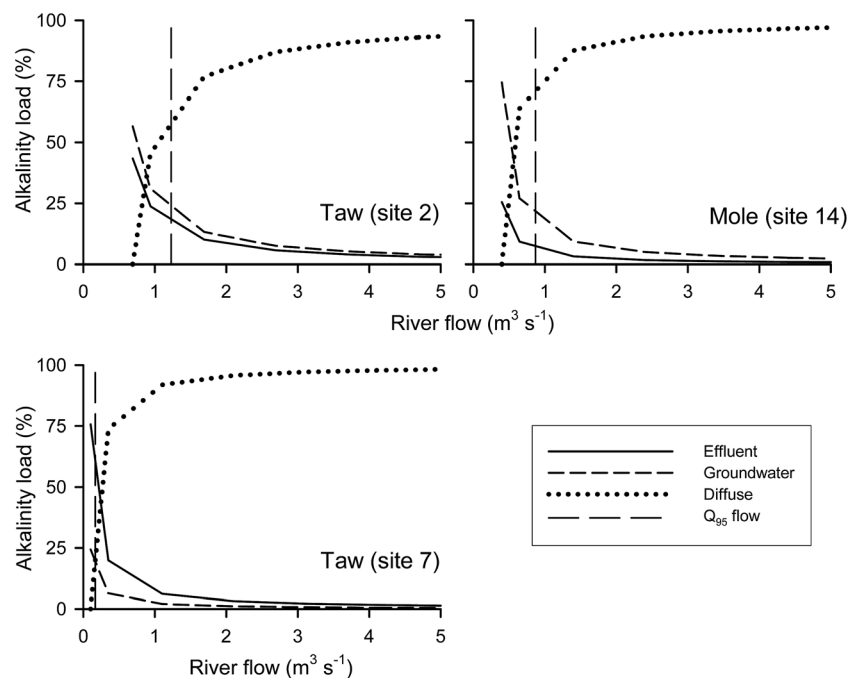 Alkalinity load (%)
100
75
50
25
0
Taw (site 2)
0 1 2 3 4 5
Mole (site 14)
0 1 2 3 4 5
River flow (m³ s⁻¹)
Alkalinity load (%)
100
75
50
25
0
Taw (site 7)
0 1 2 3 4 5
River flow (m³ s⁻¹)
Effluent
Groundwater
Diffuse
Q₉₅ flow